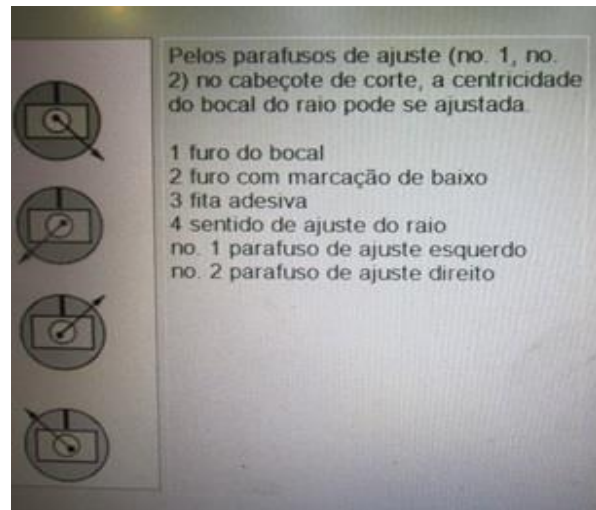 Pelos parafusos de ajuste (no. 1, no.
2) no cabeçote de corte, a centricidade
do bocal do raio pode se ajustada.
1 furo do bocal
2 furo com marcação de baixo
3 fita adesiva
4 sentido de ajuste do raio
no. 1 parafuso de ajuste esquerdo
no. 2 parafuso de ajuste direito